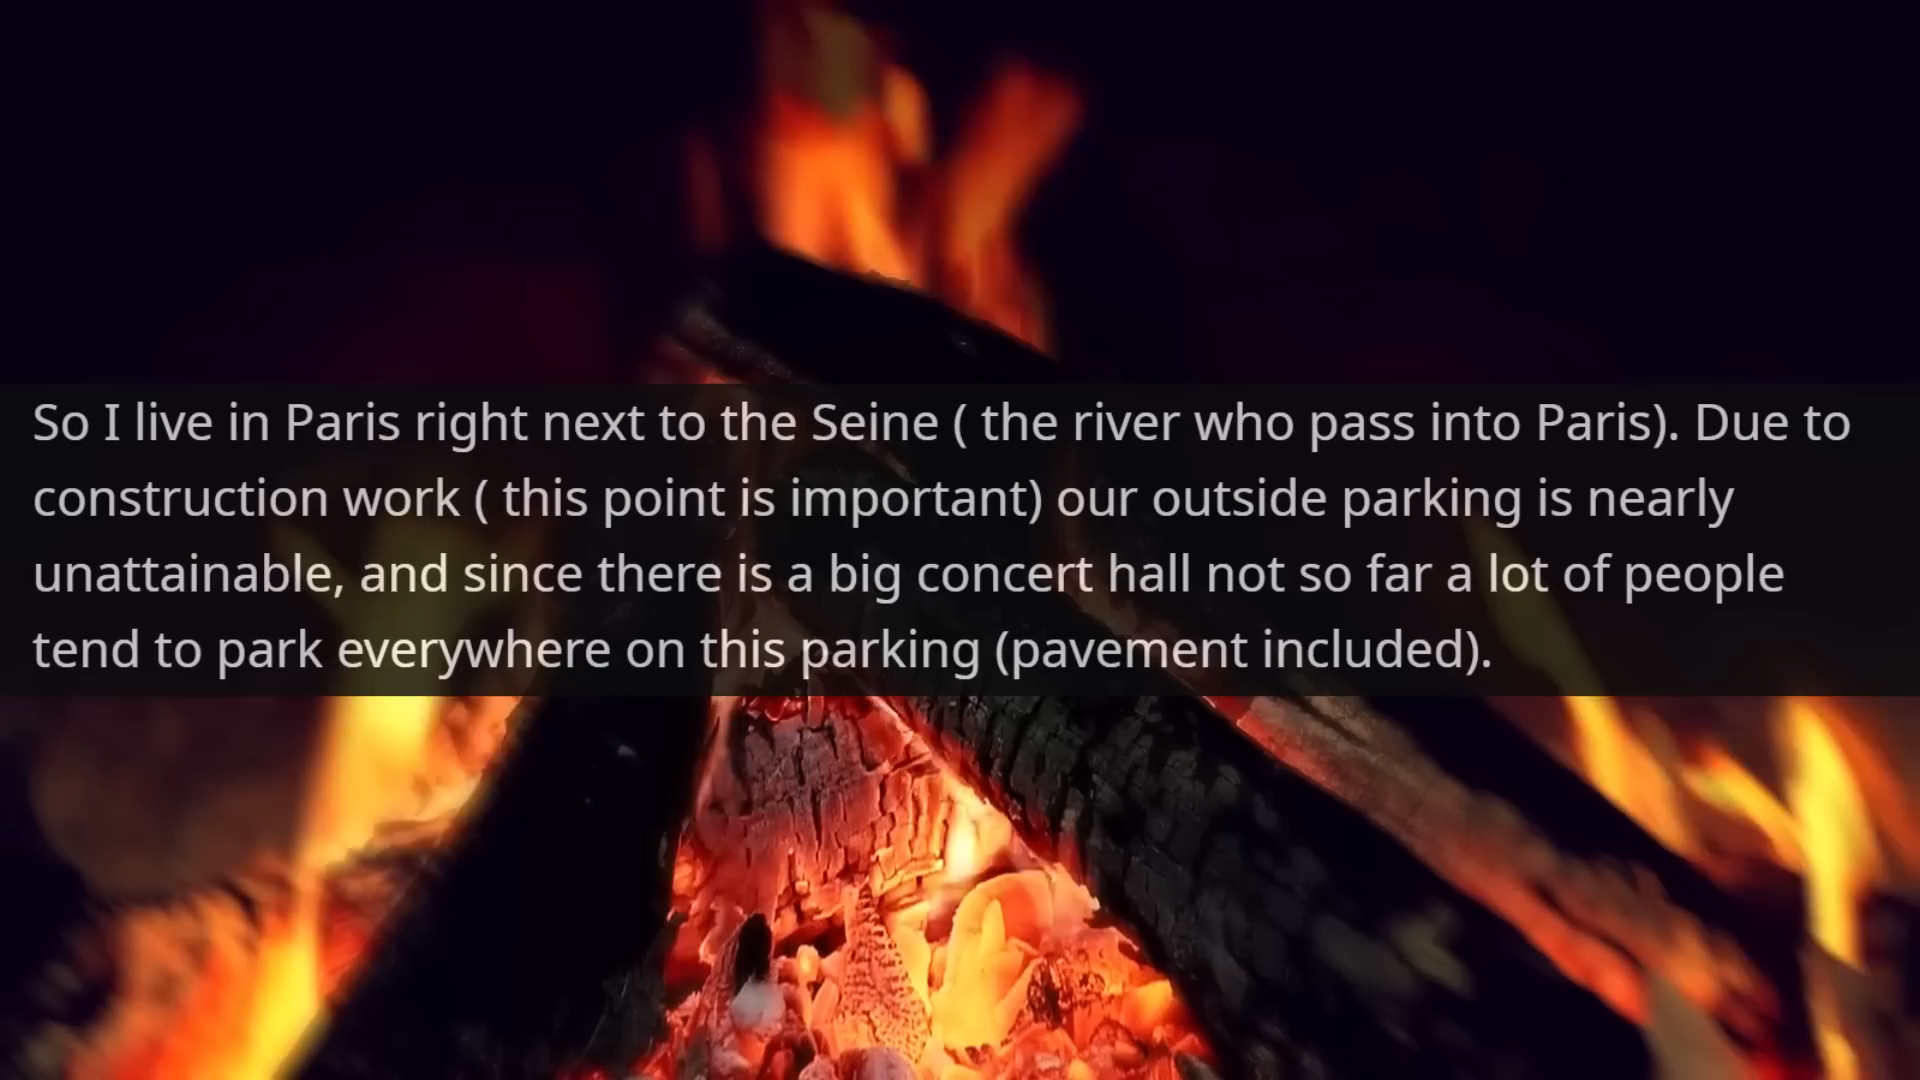 So I live in Paris right next to the Seine ( the river who pass into Paris). Due to
construction work ( this point is important) our outside parking is nearly
unattainable, and since there is a big concert hall not so far a lot of people
tend to park everywhere on this parking (pavement included).